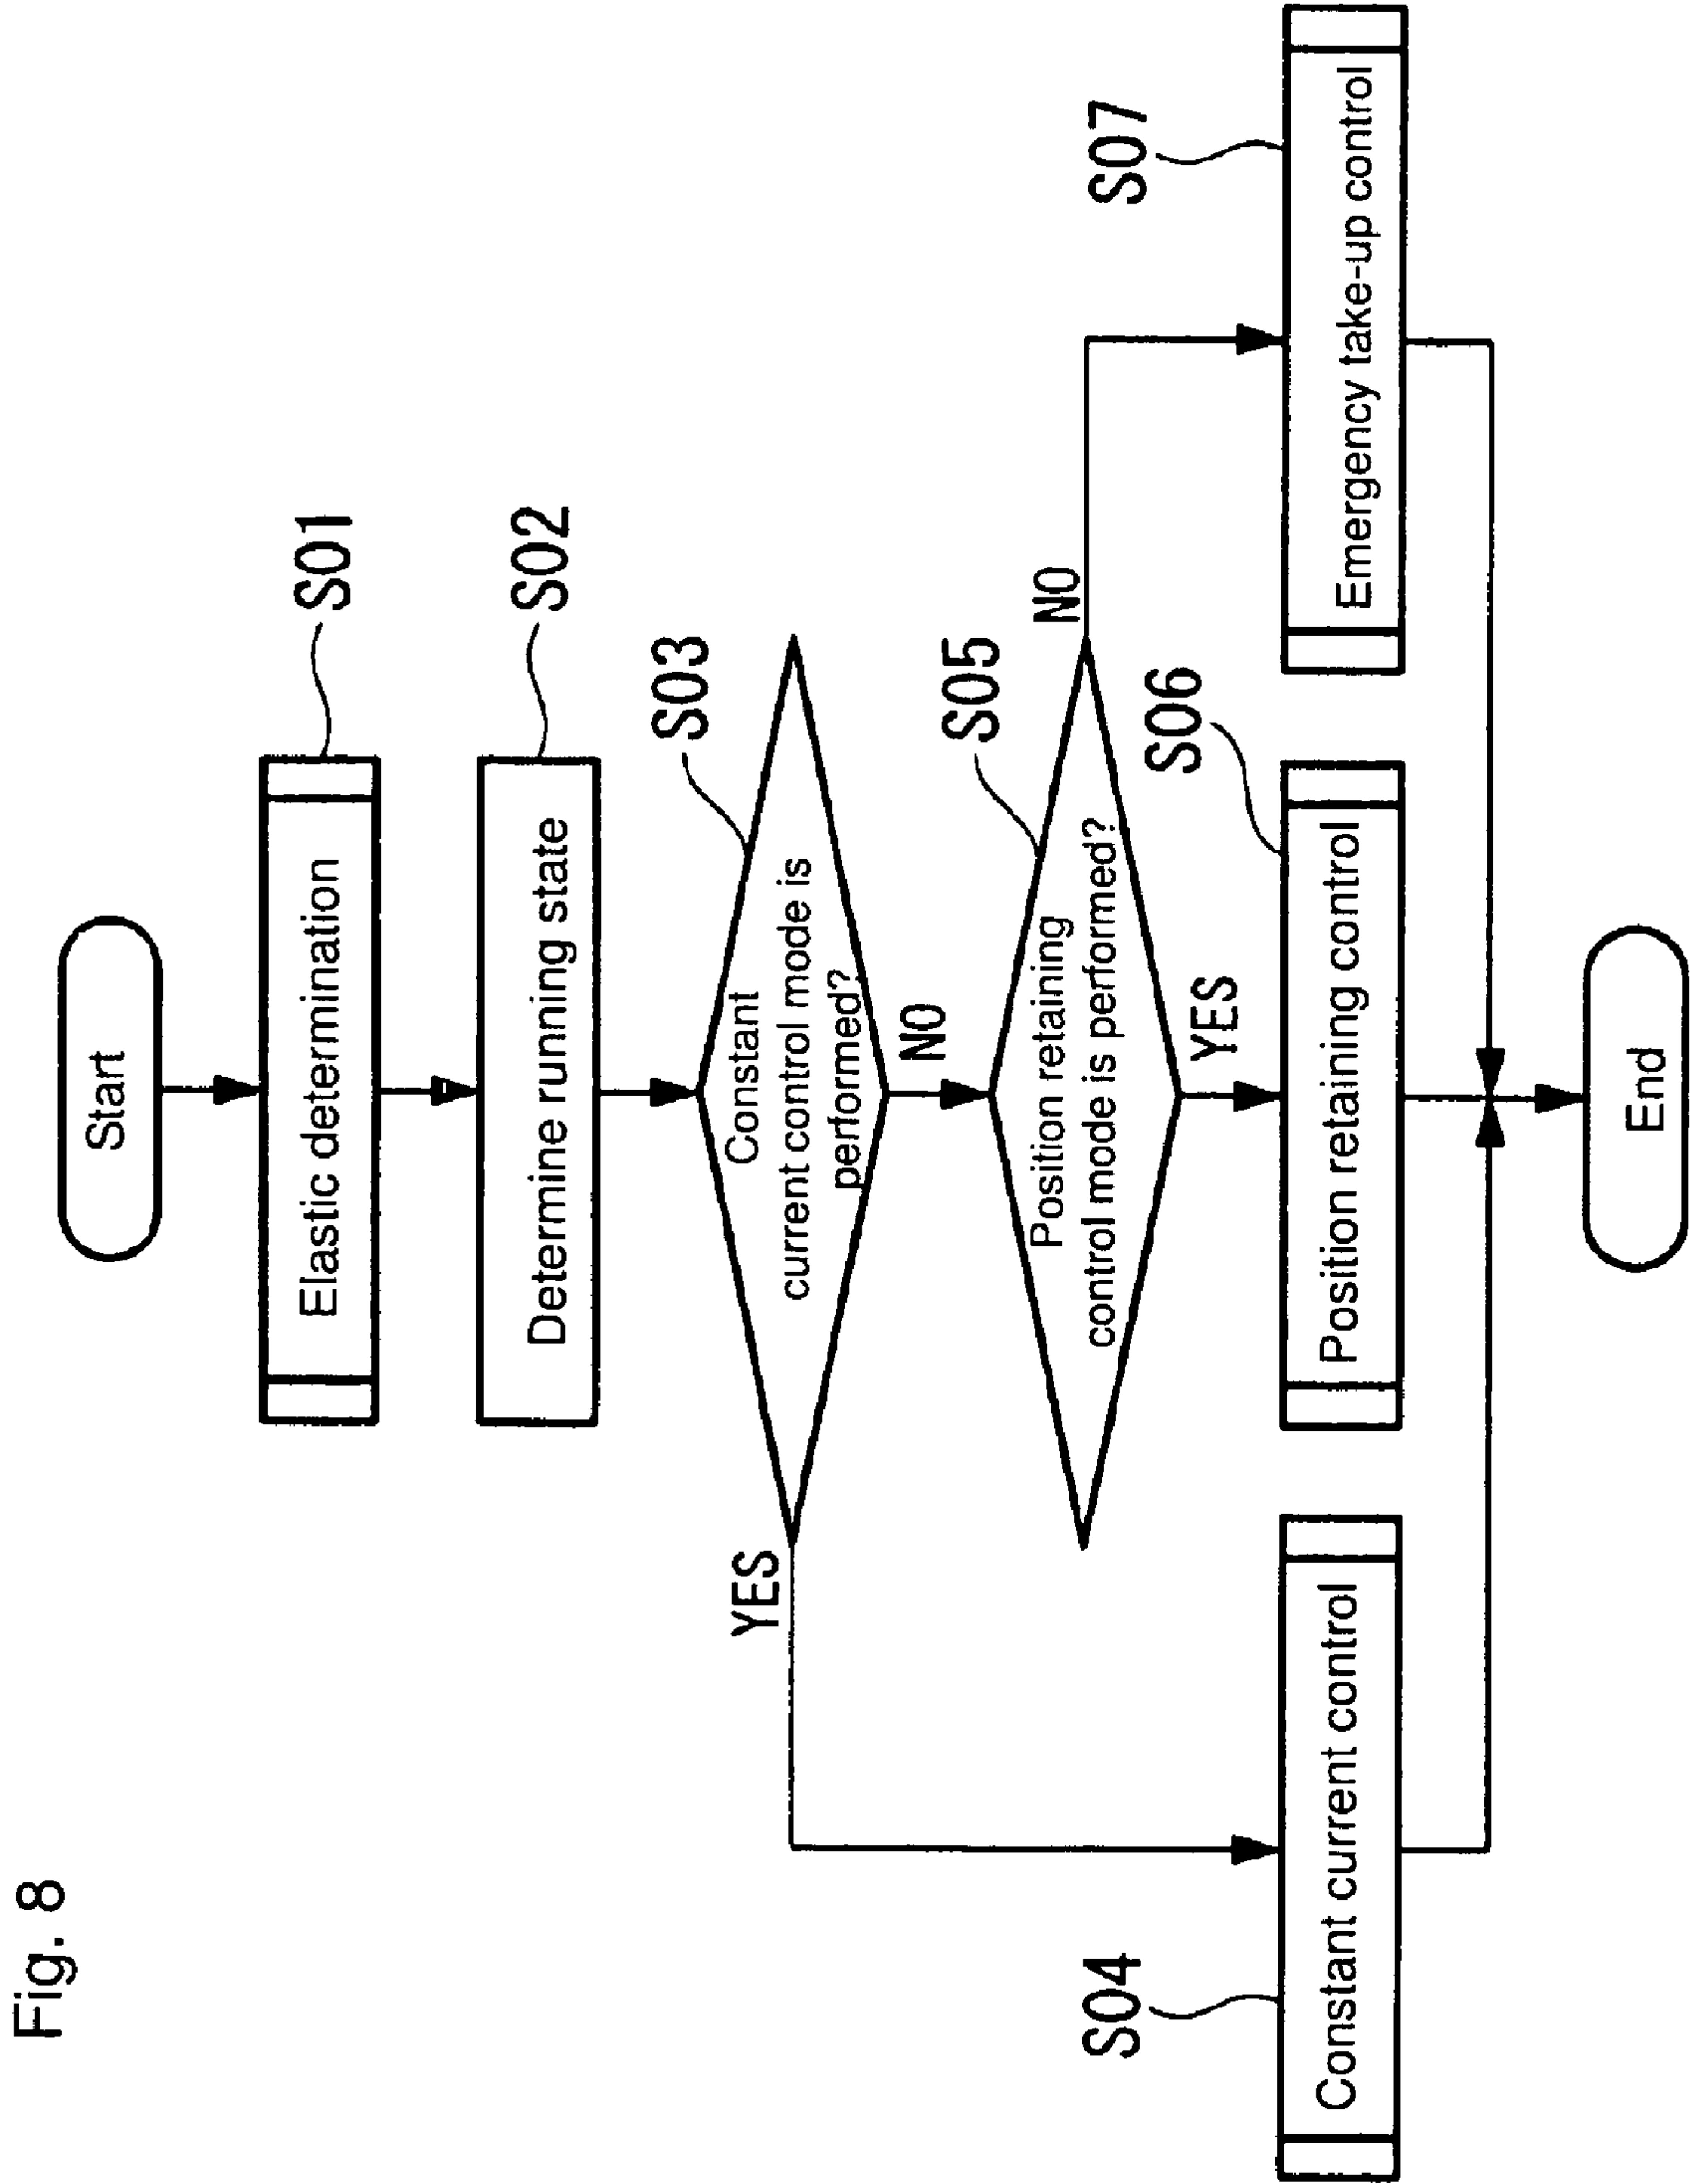 Fig. 8
Start
Elastic determination
S01
Determine running state
S02
S03
Constant
current control mode is
performed?
YES
NO
S05
Position retaining
control mode is performed?
NO
YES
S04
Constant current control
S06
Position retaining control
S07
Emergency take-up control
End